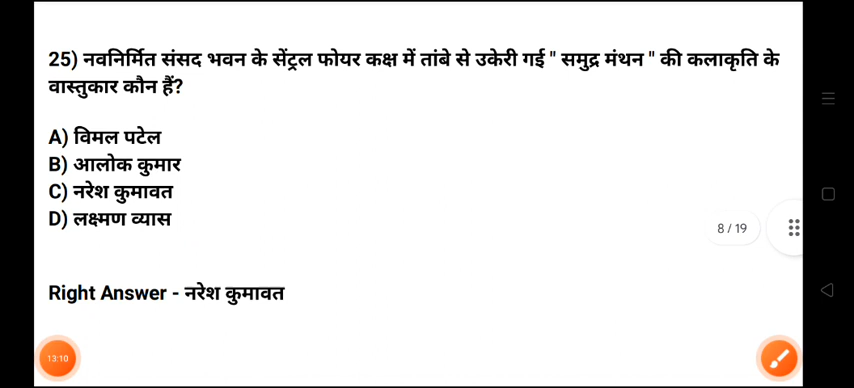 25) नवनिर्मित संसद भवन के सेंट्रल फोयर कक्ष में तांबे से उकेरी गई " समुद्र मंथन " की कलाकृति के
वास्तुकार कौन हैं?
A) विमल पटेल
B) आलोक कुमार
C) नरेश कुमावत
D) लक्ष्मण व्यास
8 / 19
Right Answer - नरेश कुमावत
13:10